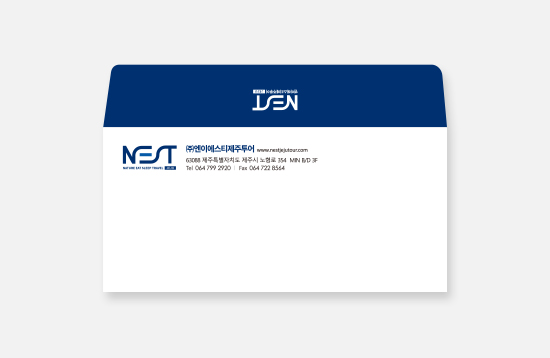 NEST
NEST
NATURE EAT SLEEP TRAVEL
㈜엔이에스티제주투어 www.nestjejutour.com
63088 제주특별자치도 제주시 노형로 354 MIN B/D 3F
Tel 064 799 2920 | Fax 064 722 8564